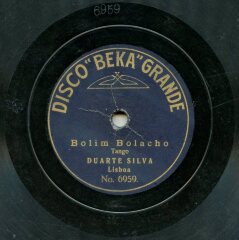 6959
DISCO "BEKA" GRANDE
Bolim Bolacho
Tango
DUARTE SILVA
Lisboa
No. 6959.